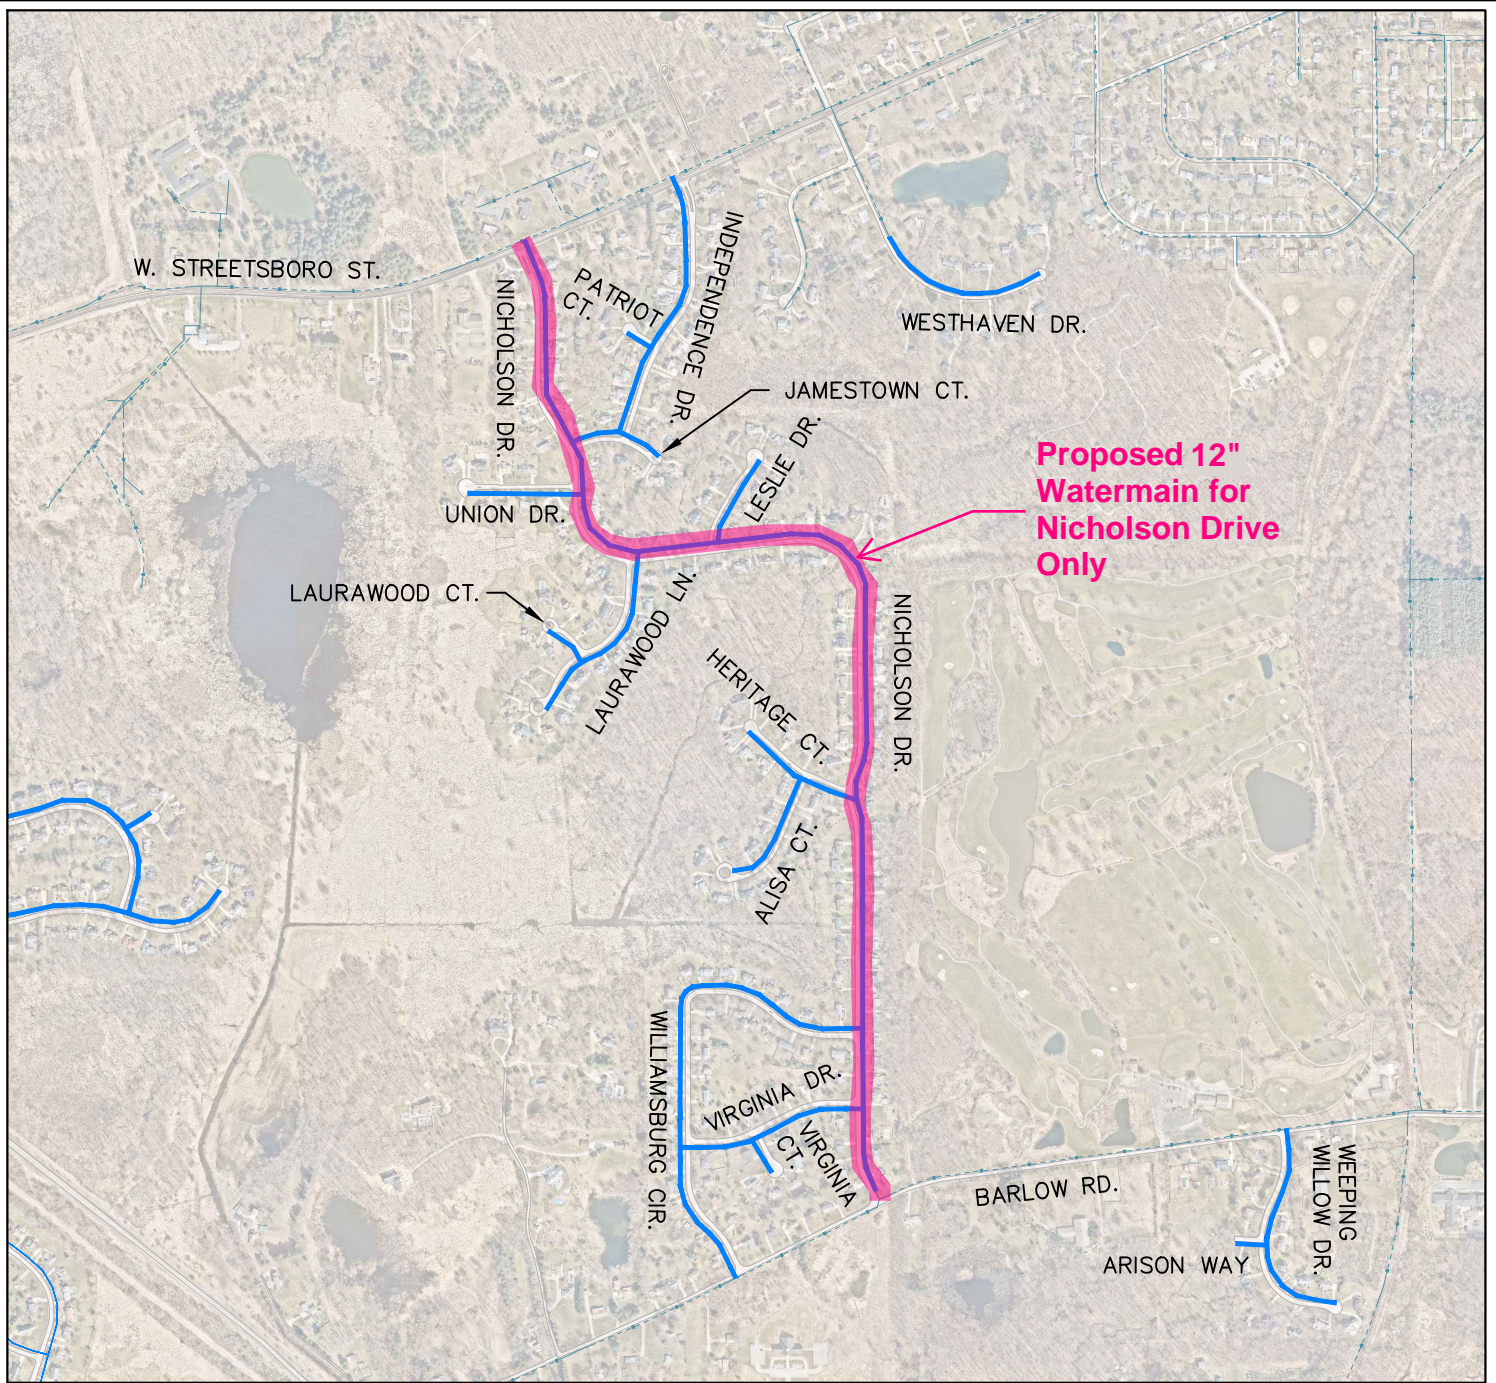 W. STREETSBORO ST.
NICHOLSON DR.
PATRIOT
CT.
INDEPENDENCE DR.
WESTHAVEN DR.
JAMESTOWN CT.
LESLIE DR.
Proposed 12"
Watermain for
Nicholson Drive
Only
UNION DR.
LAURAWOOD CT.
LAURAWOOD LN.
NICHOLSON DR.
HERITAGE CT.
ALISA CT.
WILLIAMSBURG CIR.
VIRGINIA DR.
VIRGINIA
CT.
BARLOW RD.
WEEPING
WILLOW DR.
ARISON WAY